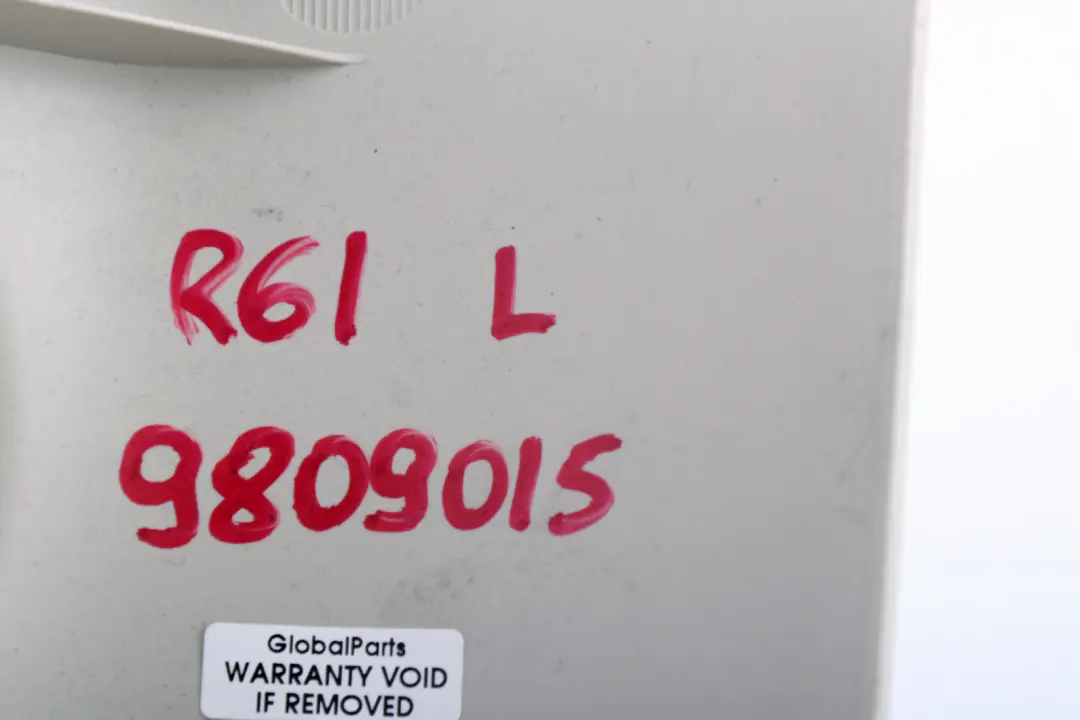 R61 L
9809015
GlobalParts
WARRANTY VOID
IF REMOVED